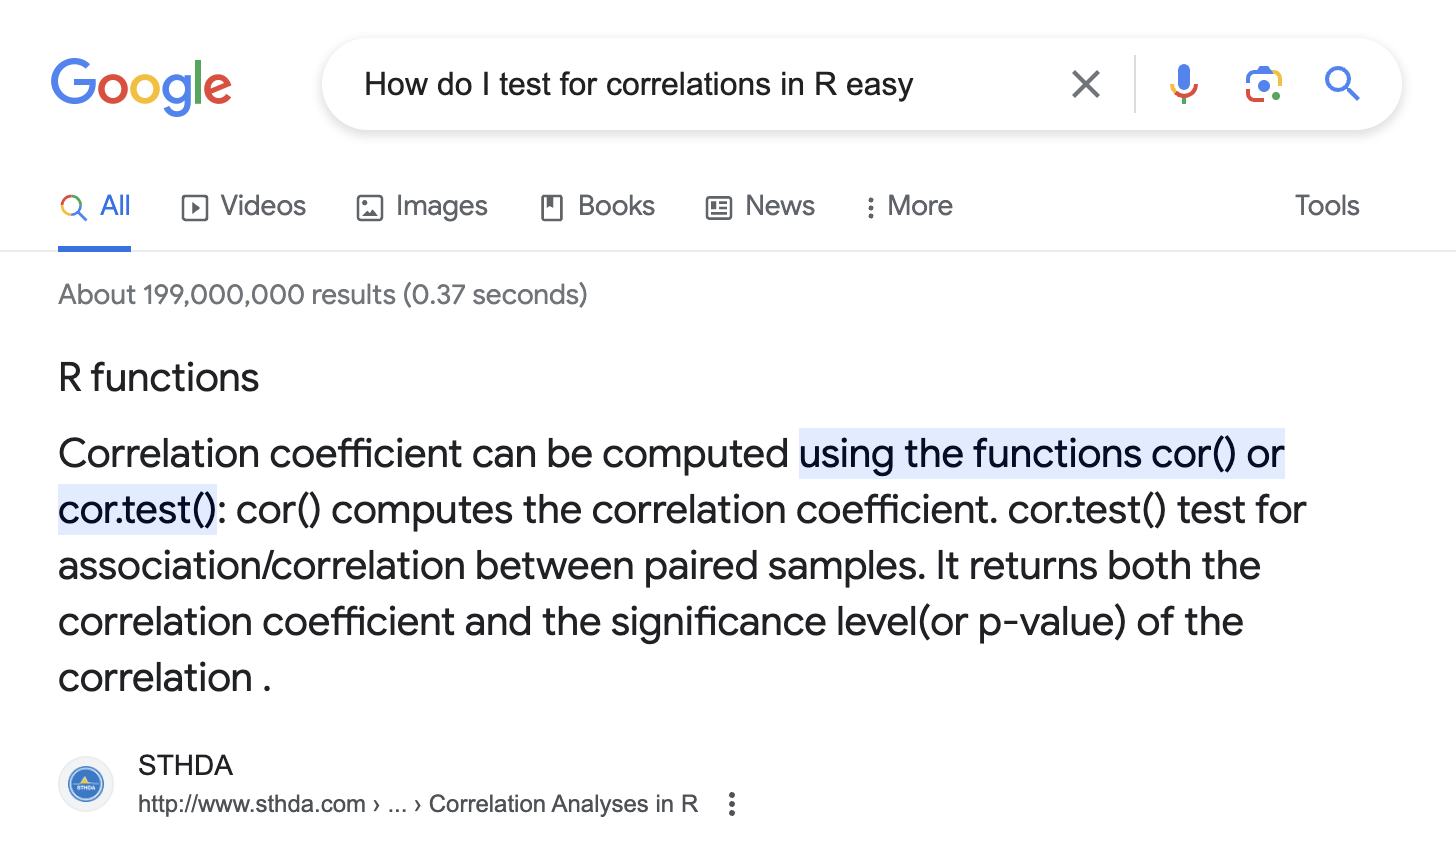 Google
How do I test for correlations in R easy
All Videos Images Books News More Tools
About 199,000,000 results (0.37 seconds)
R functions
Correlation coefficient can be computed using the functions cor() or
cor.test(): cor() computes the correlation coefficient. cor.test() test for
association/correlation between paired samples. It returns both the
correlation coefficient and the significance level(or p-value) of the
correlation .
STHDA
STHDA
http://www.sthda.com › ... › Correlation Analyses in R